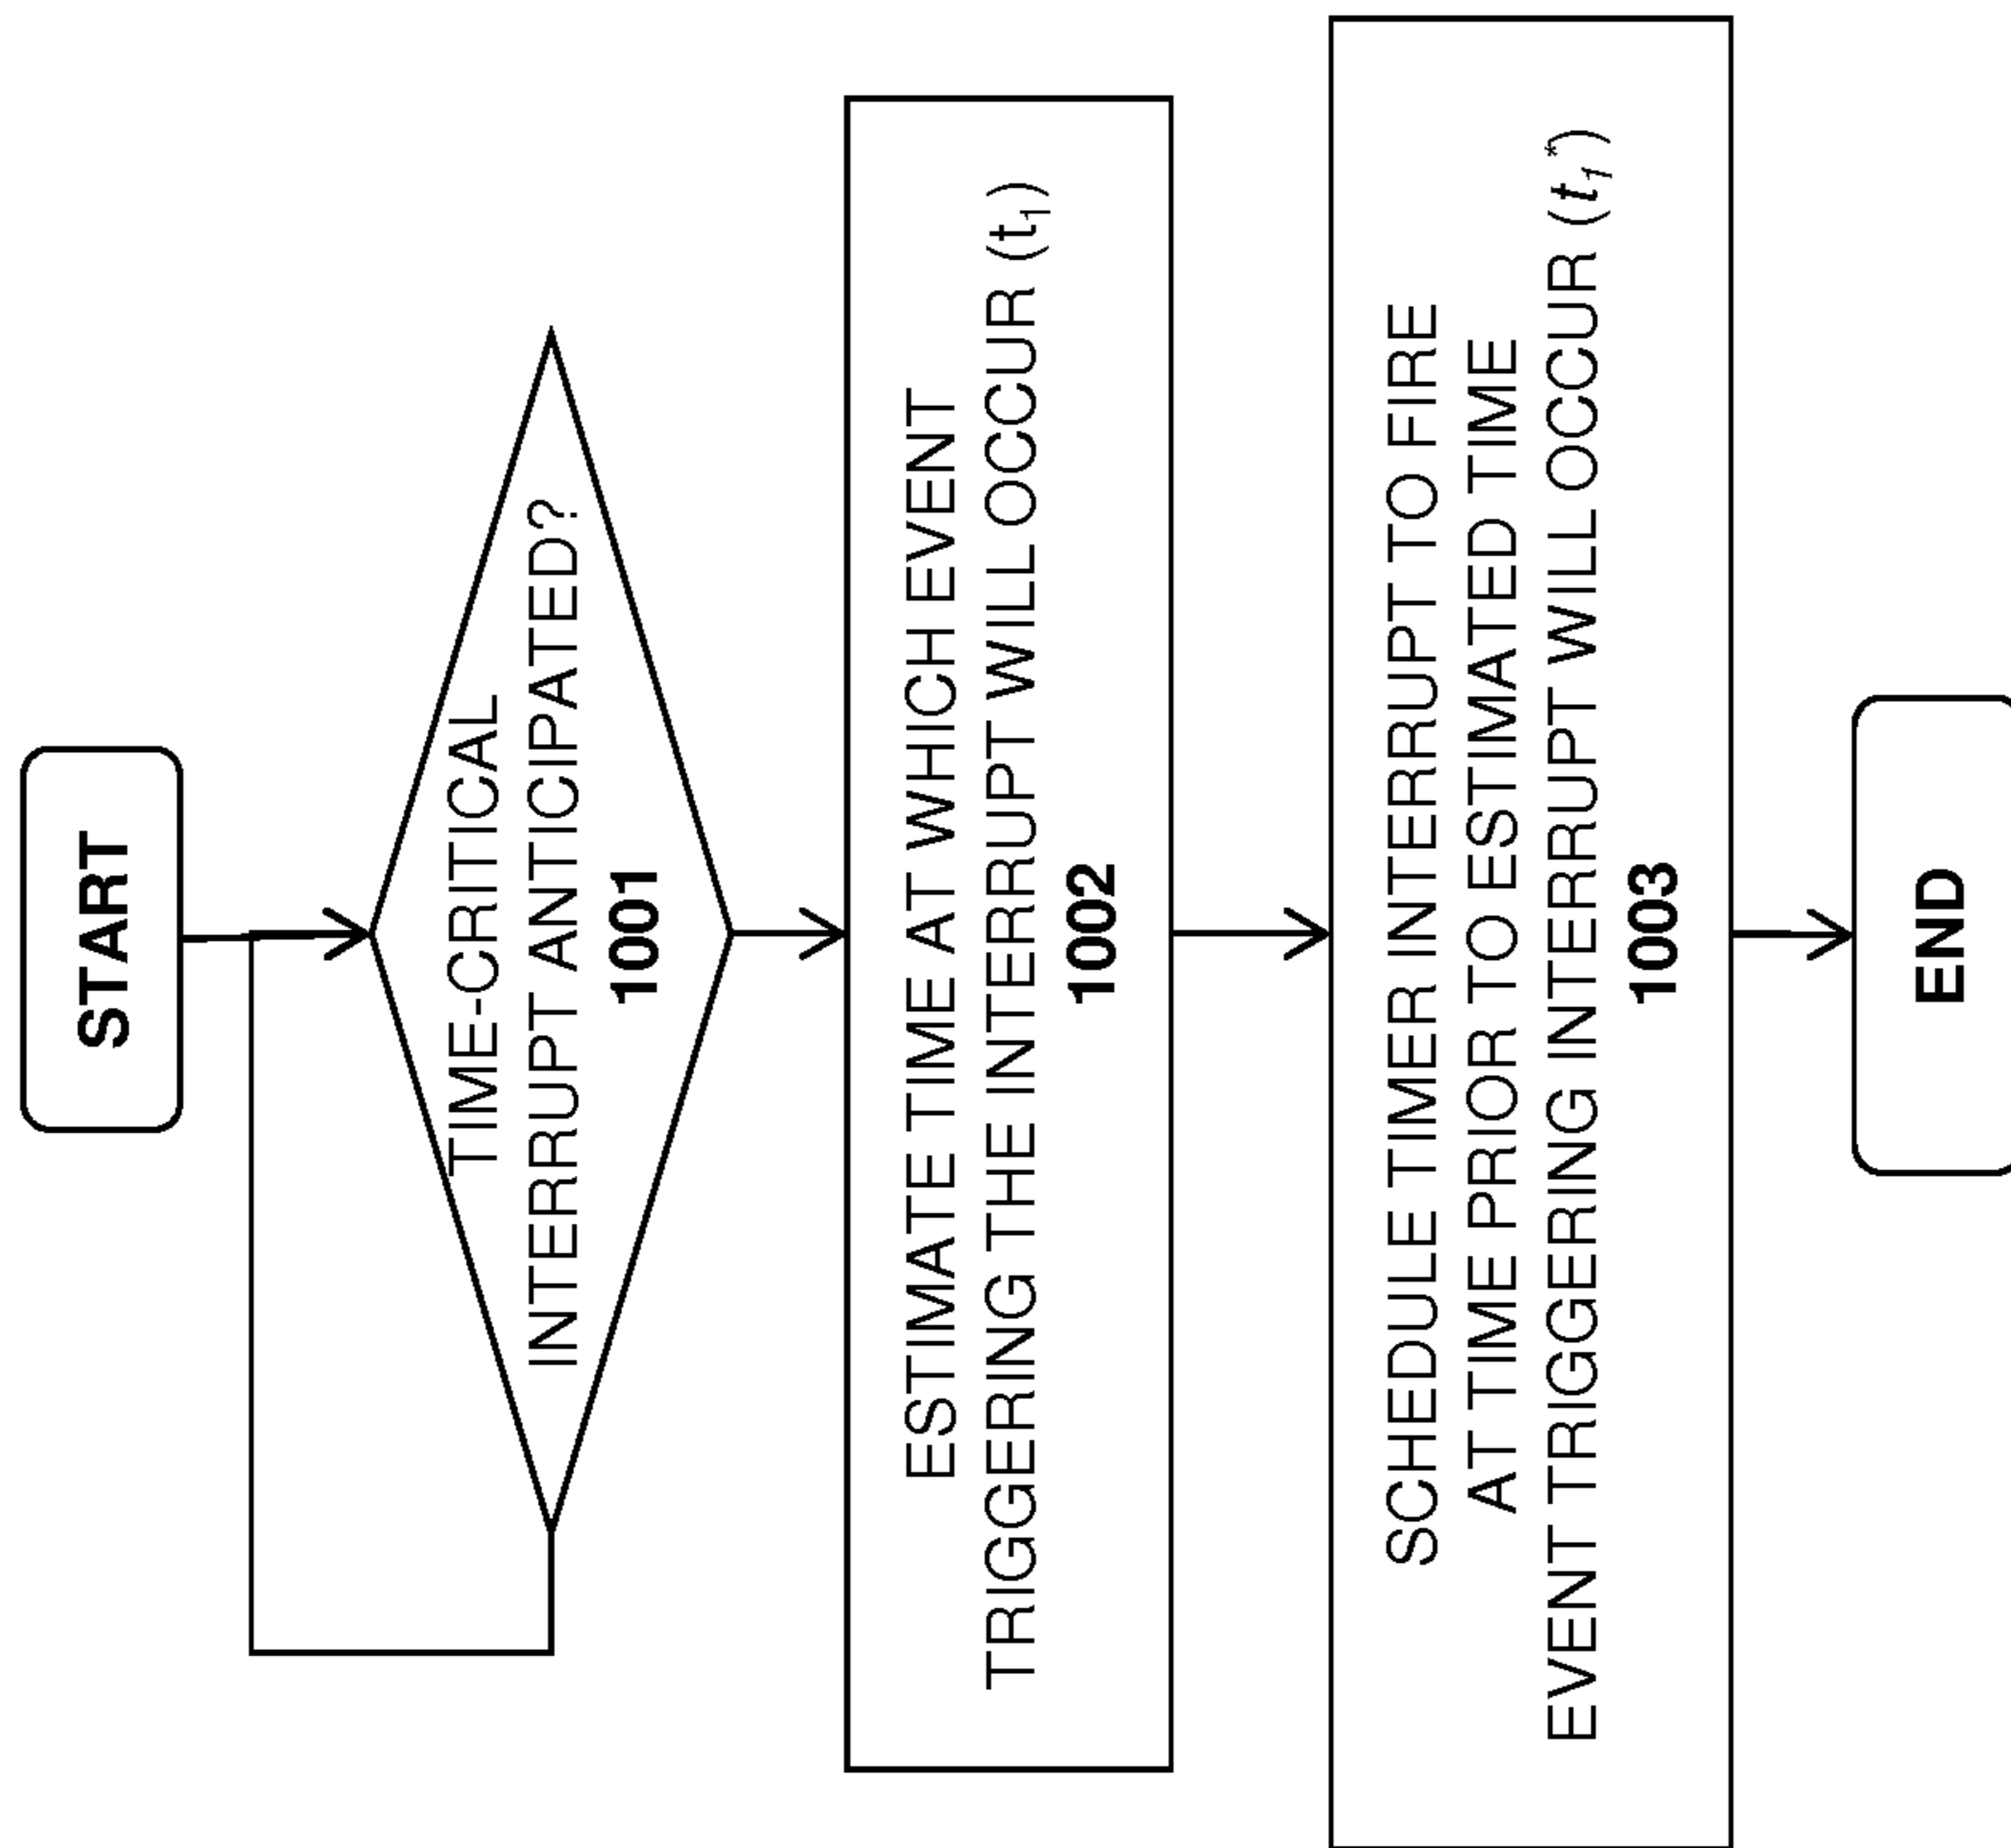 START
TIME-CRITICAL
INTERRUPT ANTICIPATED?
1001
ESTIMATE TIME AT WHICH EVENT
TRIGGERING THE INTERRUPT WILL OCCUR (t₁)
1002
SCHEDULE TIMER INTERRUPT TO FIRE
AT TIME PRIOR TO ESTIMATED TIME
EVENT TRIGGERING INTERRUPT WILL OCCUR (t₁*)
1003
END